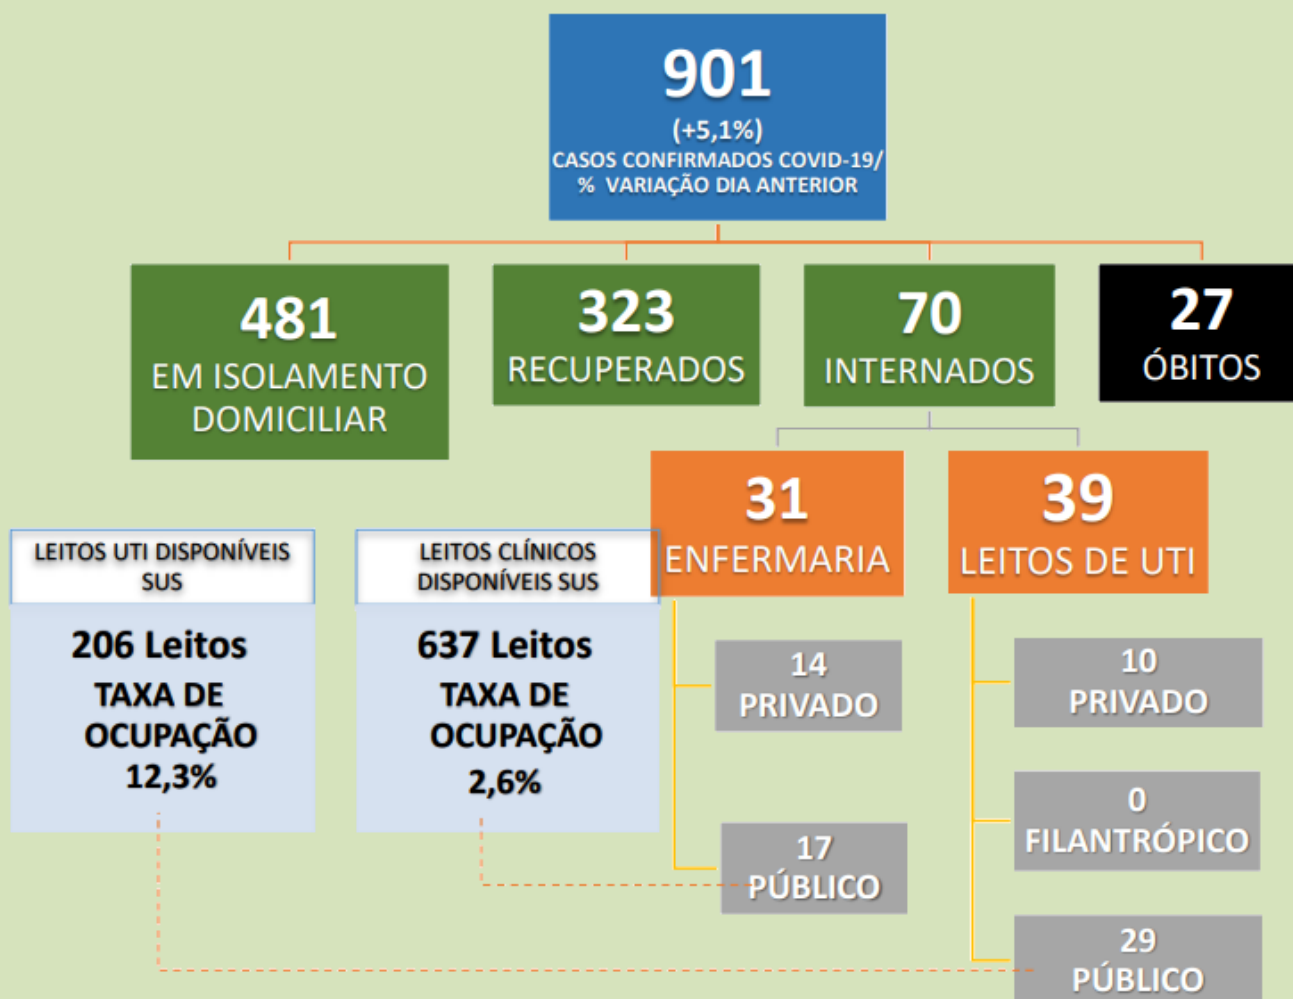 901
(+5,1%)
CASOS CONFIRMADOS COVID-19/
% VARIAÇÃO DIA ANTERIOR
481
EM ISOLAMENTO
DOMICILIAR
323
RECUPERADOS
70
INTERNADOS
27
ÓBITOS
31
ENFERMARIA
39
LEITOS DE UTI
LEITOS UTI DISPONÍVEIS
SUS
206 Leitos
TAXA DE
OCUPAÇÃO
12,3%
LEITOS CLÍNICOS
DISPONÍVEIS SUS
637 Leitos
TAXA DE
OCUPAÇÃO
2,6%
14
PRIVADO
17
PÚBLICO
10
PRIVADO
0
FILANTRÓPICO
29
PÚBLICO